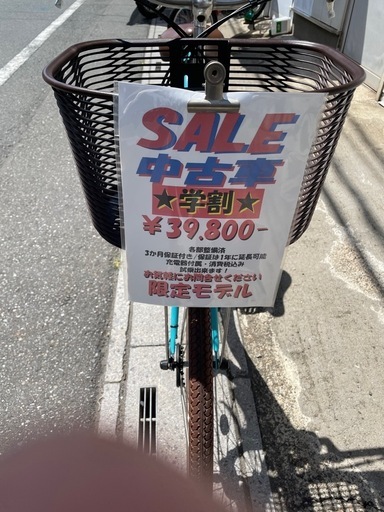 SALE
中古車
★学割★
¥39,800-
各部整備済
3か月保証付き/保証は1年に延長可能
充電器付属・消費税込み
試乗出来ます！
お気軽にお問合せください
限定モデル